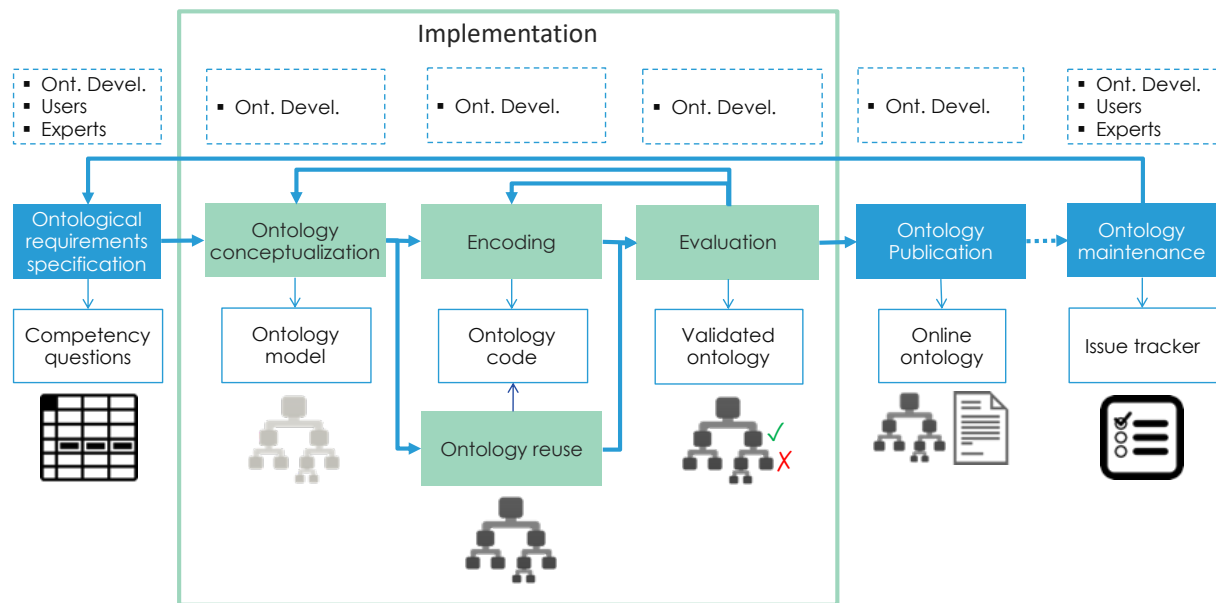 Implementation
▪ Ont. Devel.
▪ Users
▪ Experts
▪ Ont. Devel.
▪ Ont. Devel.
▪ Ont. Devel.
▪ Ont. Devel.
▪ Ont. Devel.
▪ Users
▪ Experts
Ontological
requirements
specification
Ontology
conceptualization
Encoding
Evaluation
Ontology
Publication
Ontology
maintenance
Competency
questions
Ontology
model
Ontology
code
Validated
ontology
Online
ontology
Issue tracker
Ontology reuse